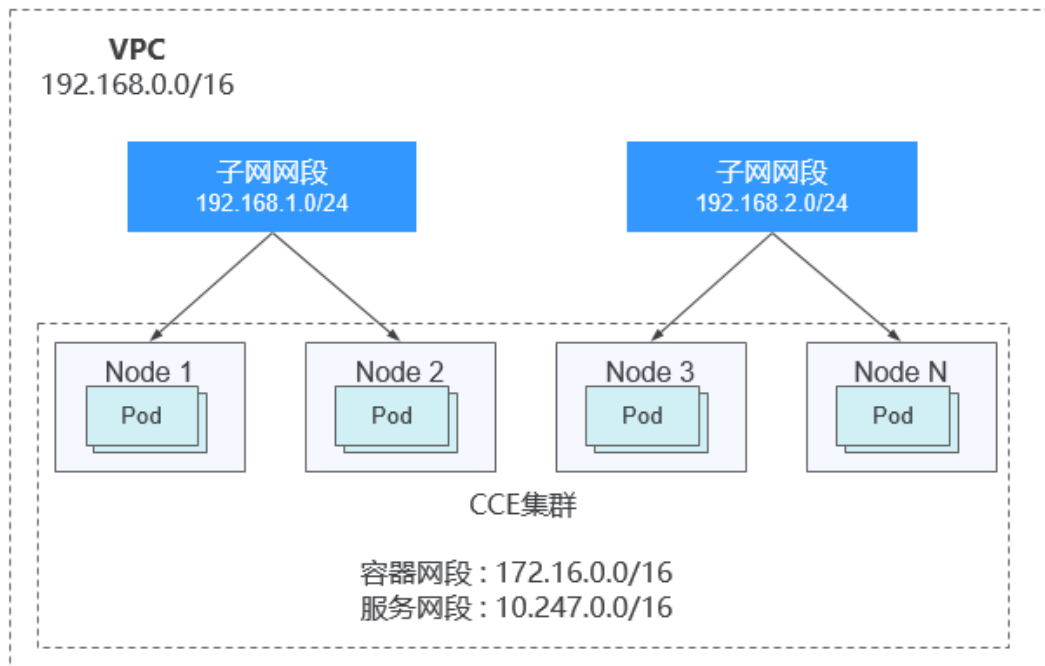 VPC
192.168.0.0/16
子网网段
192.168.1.0/24
子网网段
192.168.2.0/24
Node 1
Pod
Node 2
Pod
Node 3
Pod
Node N
Pod
CCE集群
容器网段 : 172.16.0.0/16
服务网段 : 10.247.0.0/16